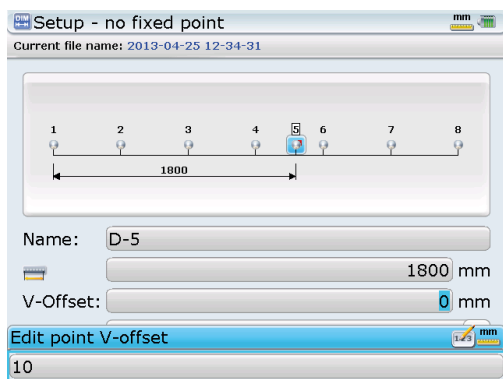 Setup - no fixed point mm
Current file name: 2013-04-25 12-34-31
1 2 3 4 5 6 7 8
1800
Name: D-5
1800 mm
V-Offset: 0 mm
Edit point V-offset mm
10